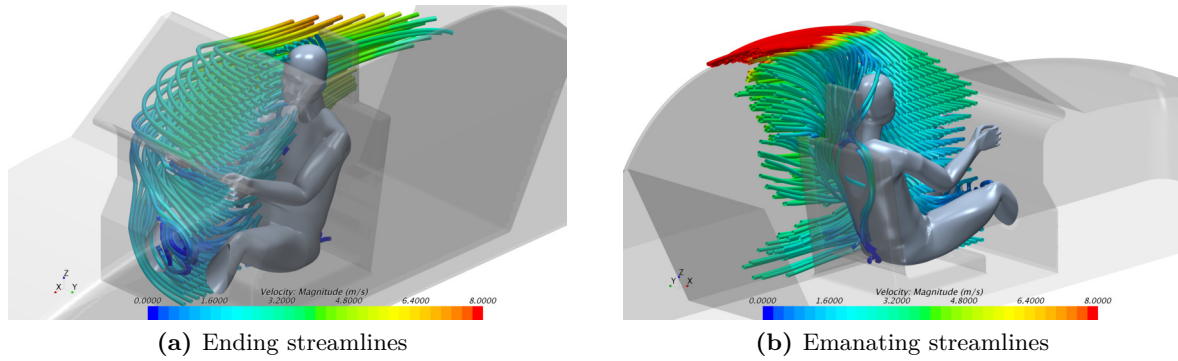 Z
X Y
Velocity: Magnitude (m/s)
0.0000 1.6000 3.2000 4.8000 6.4000 8.0000
(a) Ending streamlines
Z
Y X
Velocity: Magnitude (m/s)
0.0000 1.6000 3.2000 4.8000 6.4000 8.0000
(b) Emanating streamlines